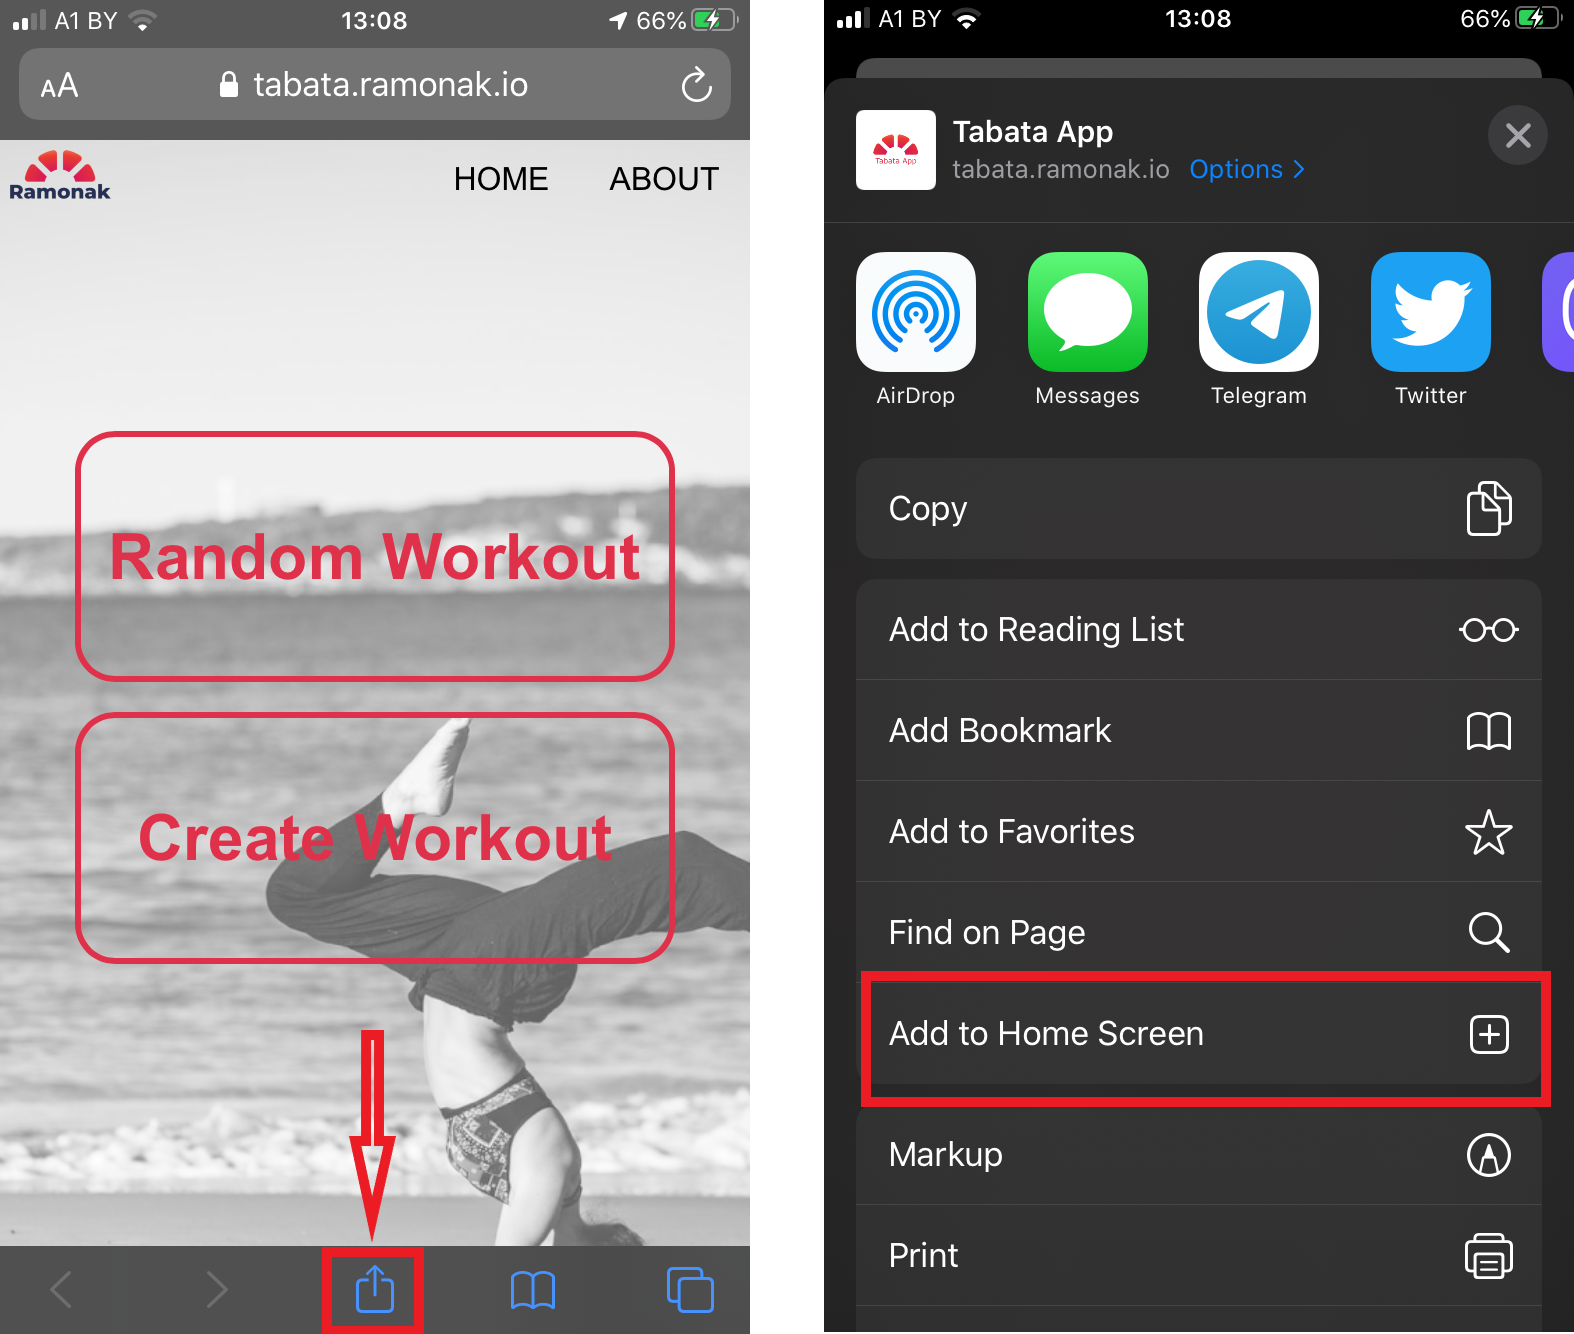 A1 BY 13:08 66%
AA tabata.ramonak.io
Ramonak HOME ABOUT
Random Workout
Create Workout
A1 BY 13:08 66%
Tabata App
Tabata App
tabata.ramonak.io Options >
AirDrop Messages Telegram Twitter
Copy
Add to Reading List
Add Bookmark
Add to Favorites
Find on Page
Add to Home Screen
Markup
Print